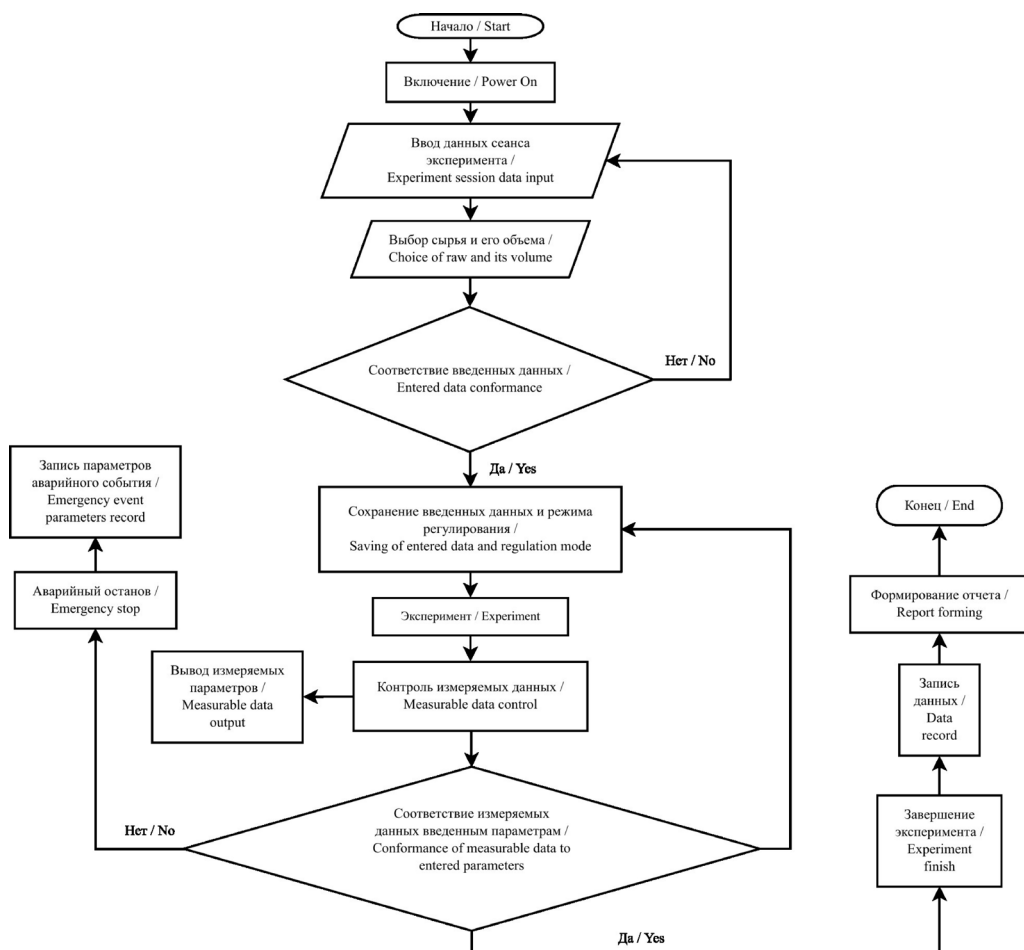 Начало / Start
Включение / Power On
Ввод данных сеанса
эксперимента /
Experiment session data input
Выбор сырья и его объема /
Choice of raw and its volume
Соответствие введенных данных /
Entered data conformance
Нет / No
Да / Yes
Запись параметров
аварийного события /
Emergency event
parameters record
Аварийный останов /
Emergency stop
Сохранение введенных данных и режима
регулирования /
Saving of entered data and regulation mode
Эксперимент / Experiment
Вывод измеряемых
параметров /
Measurable data
output
Контроль измеряемых данных /
Measurable data control
Соответствие измеряемых
данных введенным параметрам /
Conformance of measurable data to
entered parameters
Нет / No
Да / Yes
Конец / End
Формирование отчета /
Report forming
Запись
данных /
Data
record
Завершение
эксперимента /
Experiment
finish